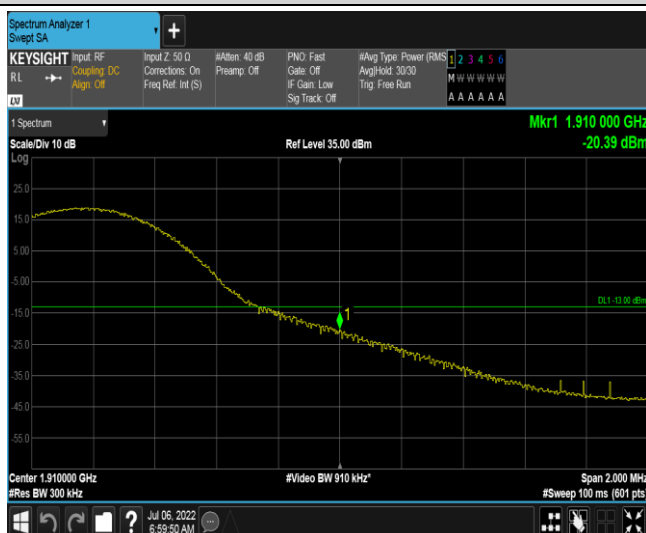 Spectrum Analyzer 1
Swept SA
KEYSIGHT
RL
Input: RF
Coupling: DC
Align: Off
Input Z: 50 Ω
Corrections: On
Freq Ref: Int (S)
#Atten: 40 dB
Preamp: Off
PNO: Fast
Gate: Off
IF Gain: Low
Sig Track: Off
#Avg Type: Power (RMS
Avg|Hold: 30/30
Trig: Free Run
1 2 3 4 5 6
M W W W W W
A A A A A A
LXI
1 Spectrum
Scale/Div 10 dB
Ref Level 35.00 dBm
Mkr1 1.910 000 GHz
-20.39 dBm
Log
25.0
15.0
5.00
-5.00
-15.0
-25.0
-35.0
-45.0
-55.0
DL1 -13.00 dBm
1
Center 1.910000 GHz
#Video BW 910 kHz*
Span 2.000 MHz
#Res BW 300 kHz
#Sweep 100 ms (601 pts)
?
Jul 06, 2022
6:59:50 AM